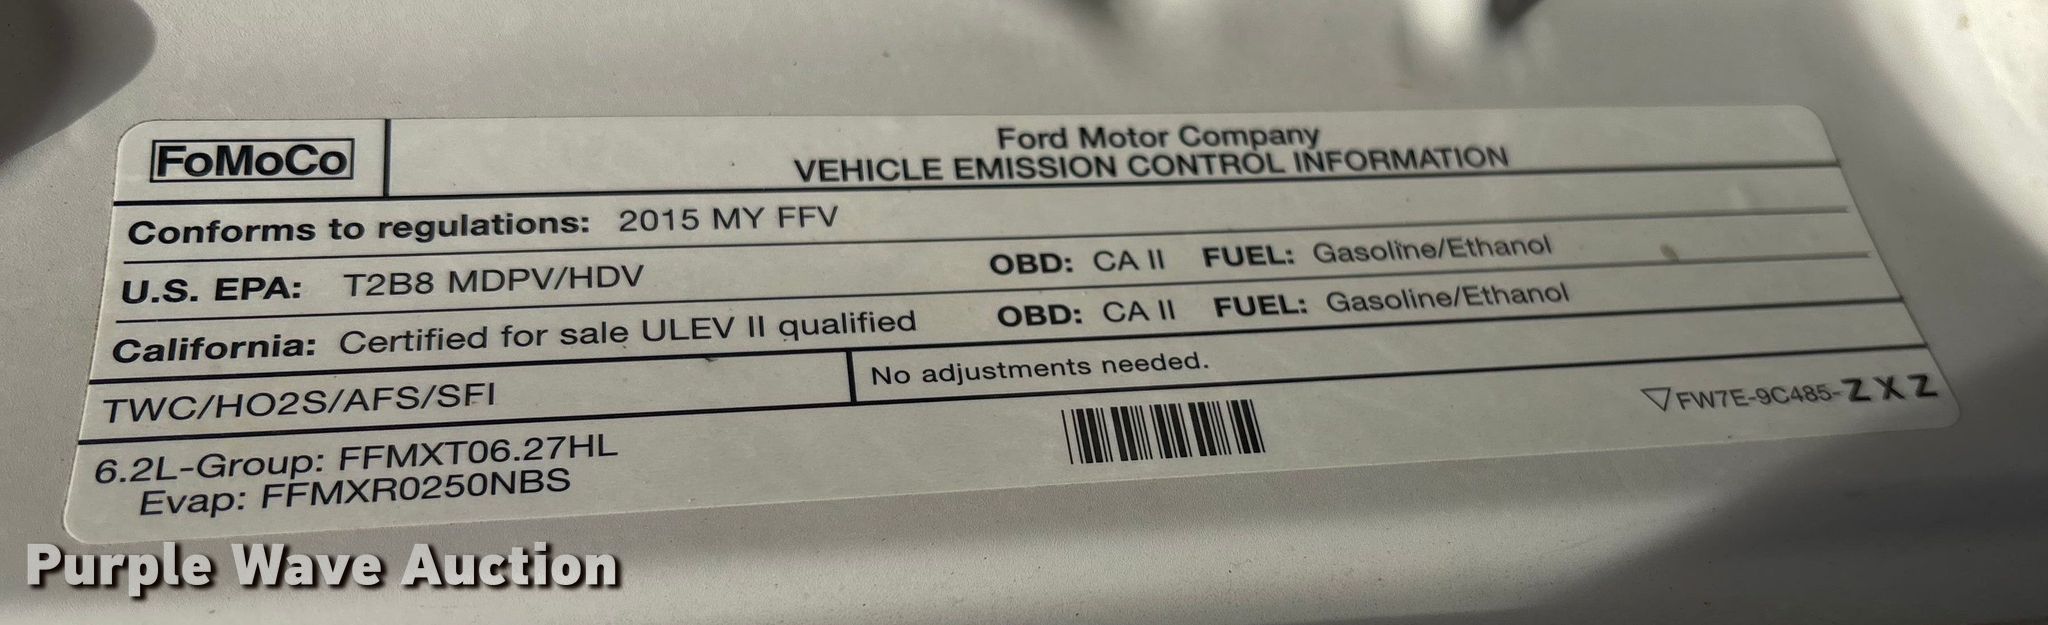 FoMoCo
Ford Motor Company
VEHICLE EMISSION CONTROL INFORMATION
Conforms to regulations: 2015 MY FFV
U.S. EPA: T2B8 MDPV/HDV OBD: CA II FUEL: Gasoline/Ethanol
California: Certified for sale ULEV II qualified OBD: CA II FUEL: Gasoline/Ethanol
TWC/HO2S/AFS/SFI
No adjustments needed.
6.2L-Group: FFMXT06.27HL
Evap: FFMXR0250NBS
▽FW7E-9C485-ZXZ
Purple Wave Auction